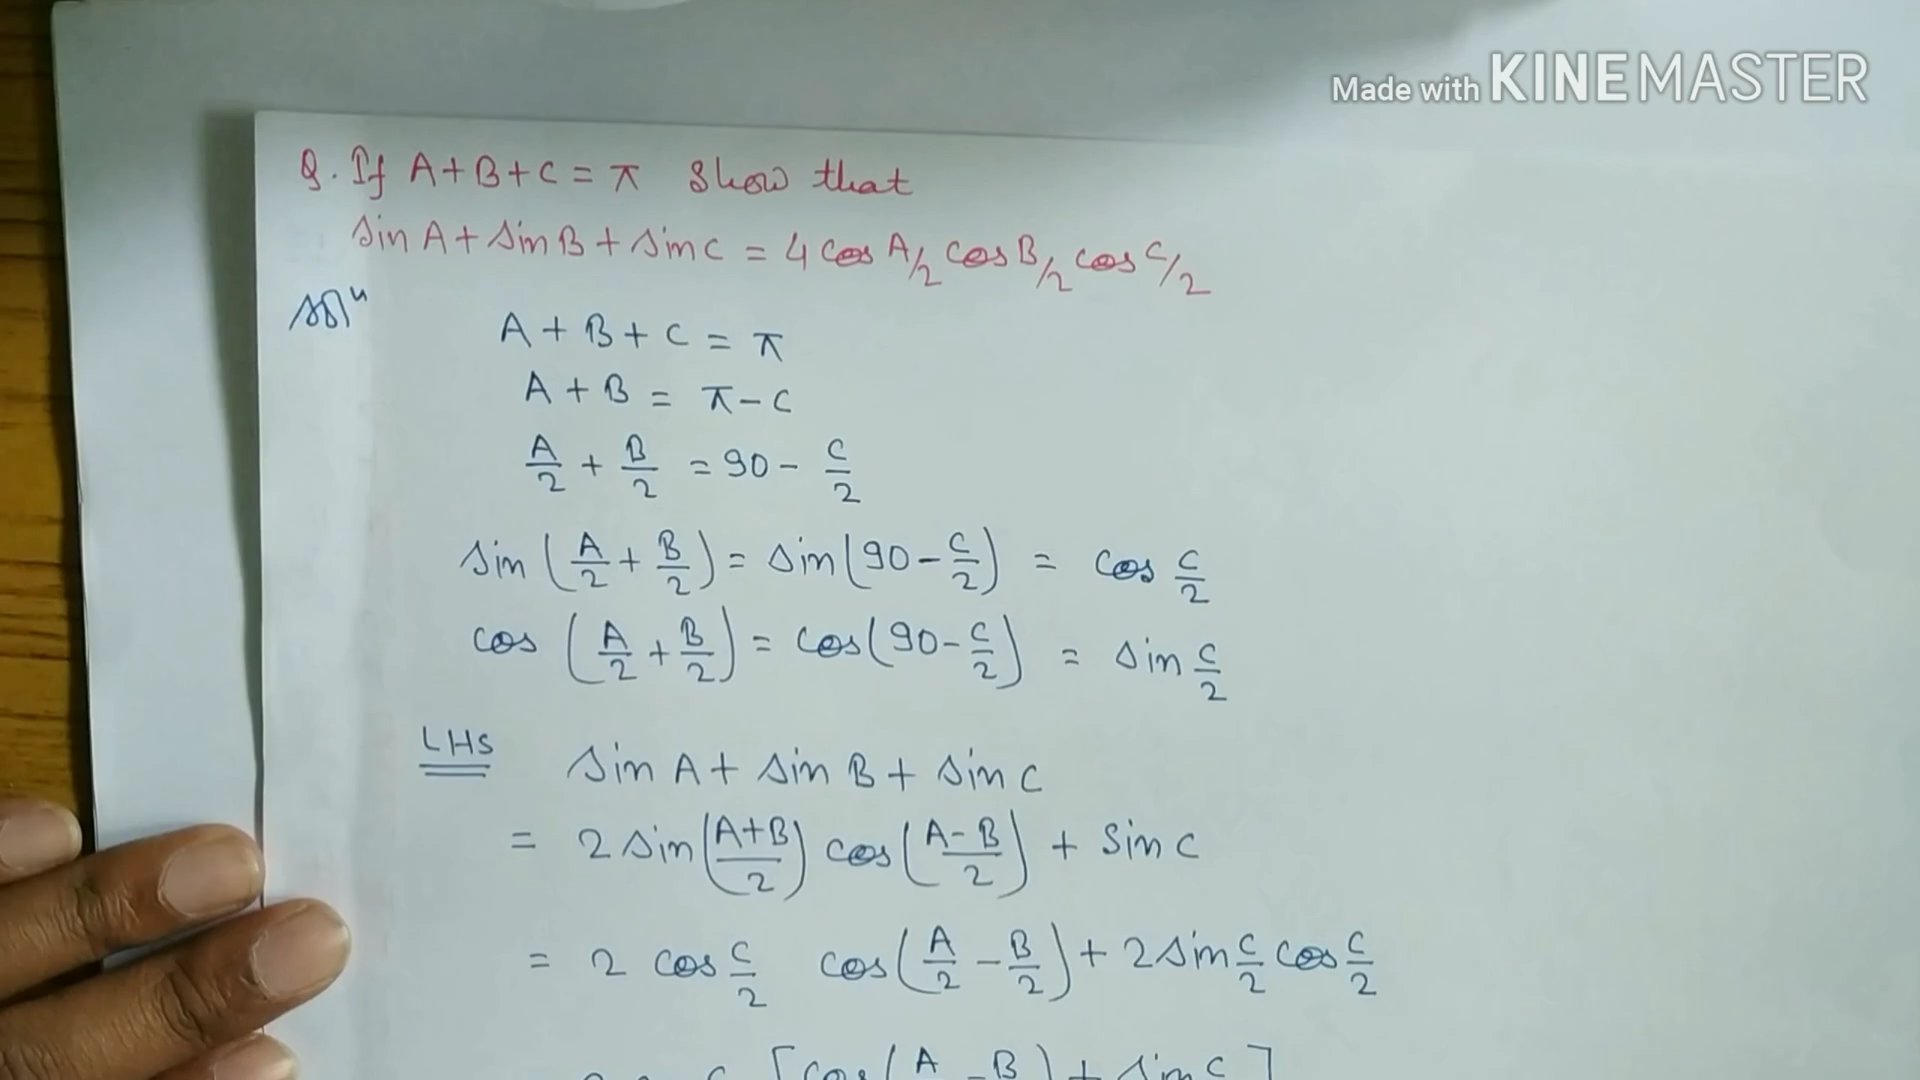 Made with KINEMASTER
Q. If A+B+C = π show that
sin A + sin B + sin C = 4 cos A/2 cos B/2 cos C/2
Solⁿ
A + B + C = π
A + B = π - C
A/2 + B/2 = 90 - C/2
sin (A/2 + B/2) = sin(90 - C/2) = cos C/2
cos (A/2 + B/2) = cos(90 - C/2) = sin C/2
LHS sin A + sin B + sin C
= 2 sin((A+B)/2) cos((A-B)/2) + sin C
= 2 cos C/2 cos(A/2 - B/2) + 2 sin C/2 cos C/2
[cos(A - B) + sin C]